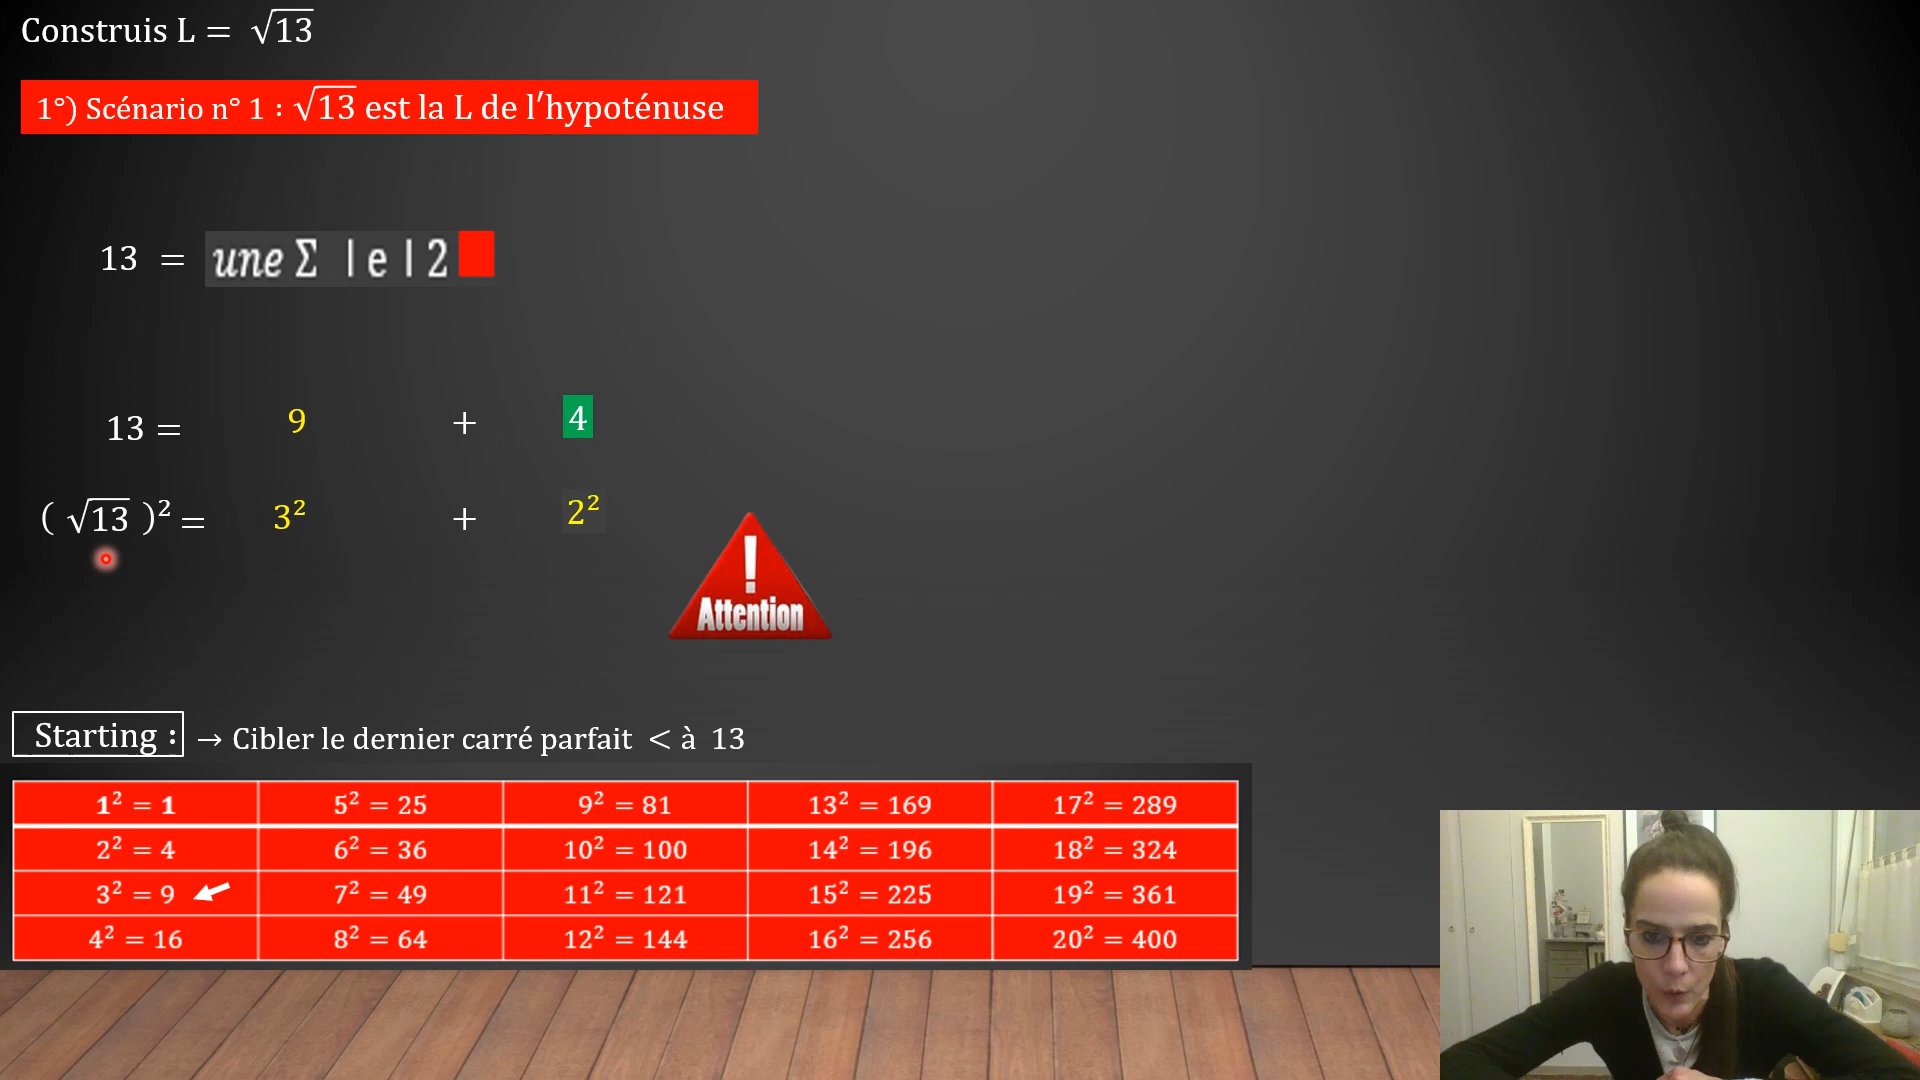 Construis L = √13
1°) Scénario n° 1 : √13 est la L de l′hypoténuse
13 = une Σ l e l 2
13 = 9 + 4
( √13 )² = 3² + 2²
! Attention
Starting : → Cibler le dernier carré parfait < à 13
1² = 1 5² = 25 9² = 81 13² = 169 17² = 289
2² = 4 6² = 36 10² = 100 14² = 196 18² = 324
3² = 9 7² = 49 11² = 121 15² = 225 19² = 361
4² = 16 8² = 64 12² = 144 16² = 256 20² = 400